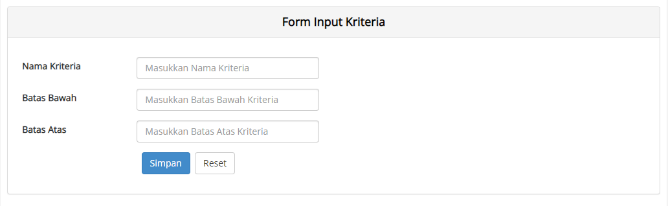 Form Input Kriteria
Nama Kriteria Masukkan Nama Kriteria
Batas Bawah Masukkan Batas Bawah Kriteria
Batas Atas Masukkan Batas Atas Kriteria
Simpan Reset